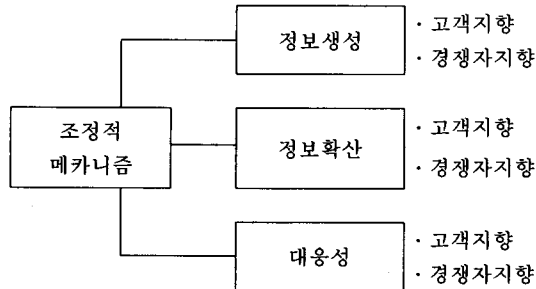 정보생성
· 고객지향
· 경쟁자지향
조정적
메카니즘
정보확산
· 고객지향
· 경쟁자지향
대응성
· 고객지향
· 경쟁자지향